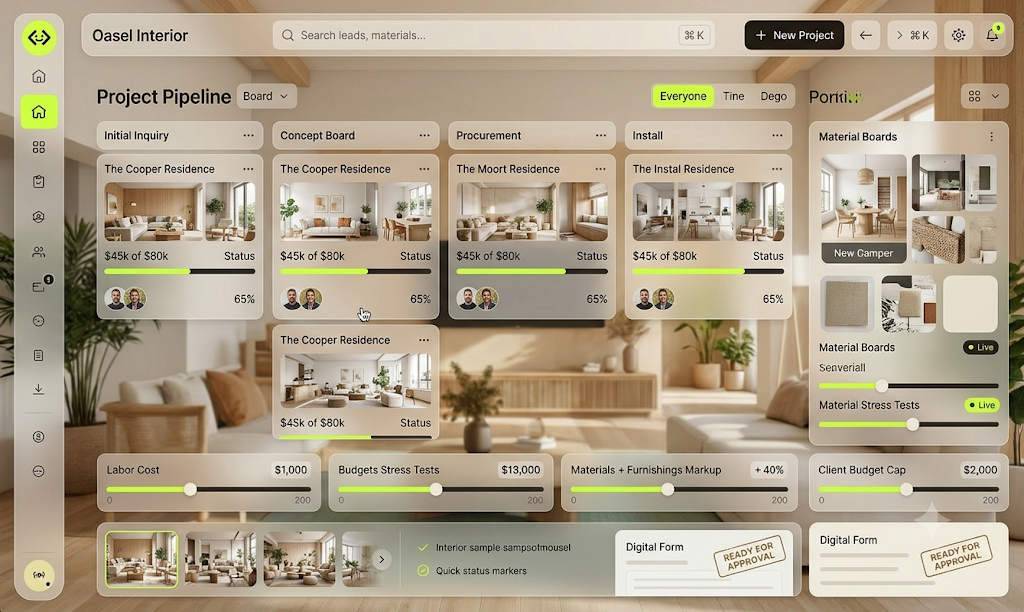 Oasel Interior
Search leads, materials...
⌘ K
+ New Project
⌘ K
9
Project Pipeline
Board
Everyone
Tine
Dego
Initial Inquiry
Concept Board
Procurement
Install
Material Boards
The Cooper Residence
The Cooper Residence
The Moort Residence
The Instal Residence
New Camper
$45k of $80k
Status
$45k of $80k
Status
$45k of $80k
Status
$45k of $80k
Status
65%
65%
65%
65%
The Cooper Residence
$45k of $80k
Status
Material Boards
Live
Senveriall
Material Stress Tests
Live
Labor Cost
$1,000
0
200
Budgets Stress Tests
$13,000
0
200
Materials + Furnishings Markup
+ 40%
0
200
Client Budget Cap
$2,000
0
200
Interior sample sampsotmousel
Quick status markers
Digital Form
READY FOR
APPROVAL
Digital Form
READY FOR
APPROVAL